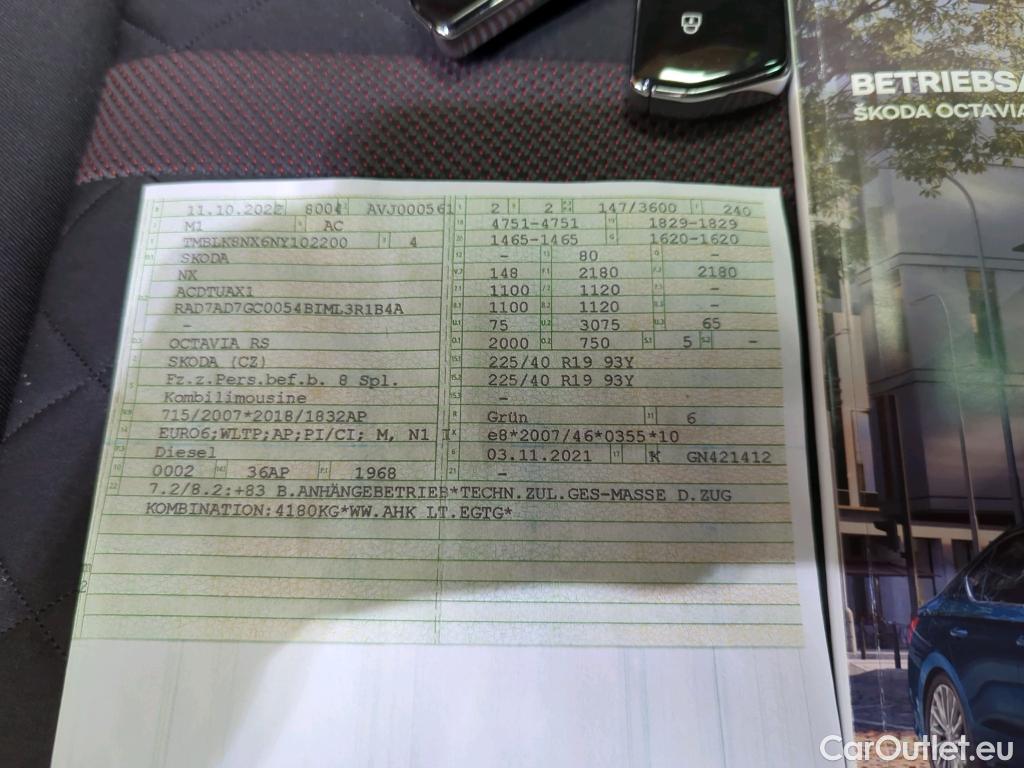 BETRIEBSA
ŠKODA OCTAVIA
11.10.2022 8004 AVJ000561 2 2 147/3600 240
M1 AC 4751-4751 1829-1829
TMBLK8NX6NY102200 4 1465-1465 1620-1620
SKODA - 80 -
NX 148 2180 2180
ACDTUAX1 1100 1120 -
RAD7AD7GC0054BIML3R1B4A 1100 1120 -
- 75 3075 65
OCTAVIA RS 2000 750 5 -
SKODA (CZ) 225/40 R19 93Y
Fz.z.Pers.bef.b. 8 Spl. 225/40 R19 93Y
Kombilimousine -
715/2007*2018/1832AP Grün 6
EURO6;WLTP;AP;PI/CI; M, N1 I e8*2007/46*0355*10
Diesel 03.11.2021 K GN421412
0002 36AP 1968 -
7.2/8.2:+83 B.ANHÄNGEBETRIEB*TECHN.ZUL.GES-MASSE D.ZUG
KOMBINATION:4180KG*WW.AHK LT.EGTG*
CarOutlet.eu